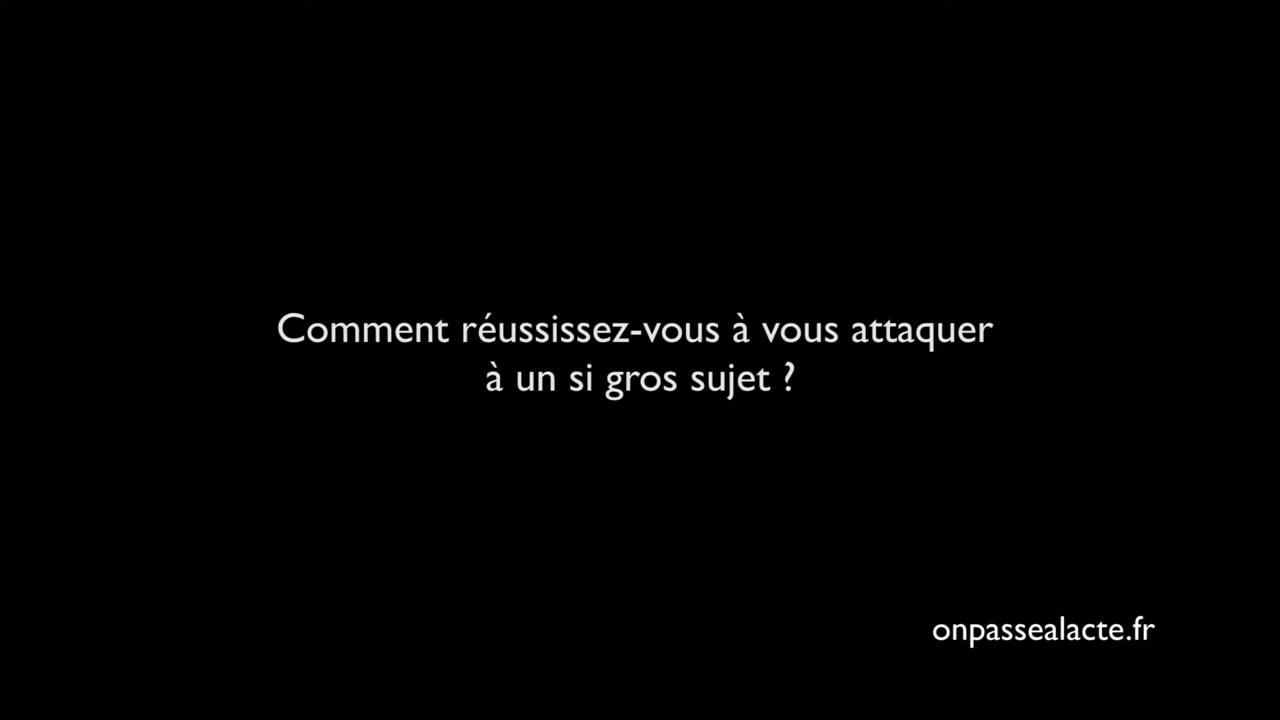 Comment réussissez-vous à vous attaquer
à un si gros sujet ?
onpassealacte.fr